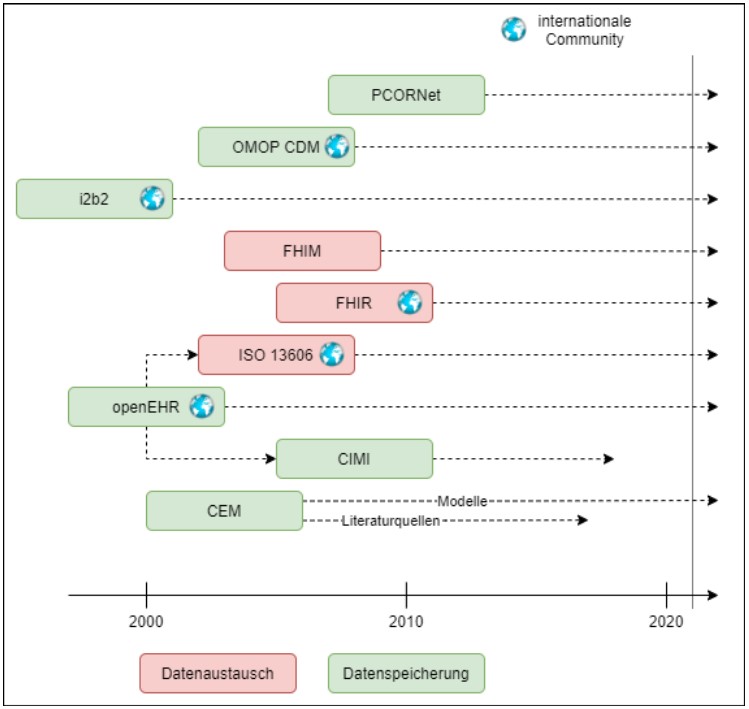 internationale
Community
PCORNet
OMOP CDM
i2b2
FHIM
FHIR
ISO 13606
openEHR
CIMI
CEM
Modelle
Literaturquellen
2000
2010
2020
Datenaustausch
Datenspeicherung